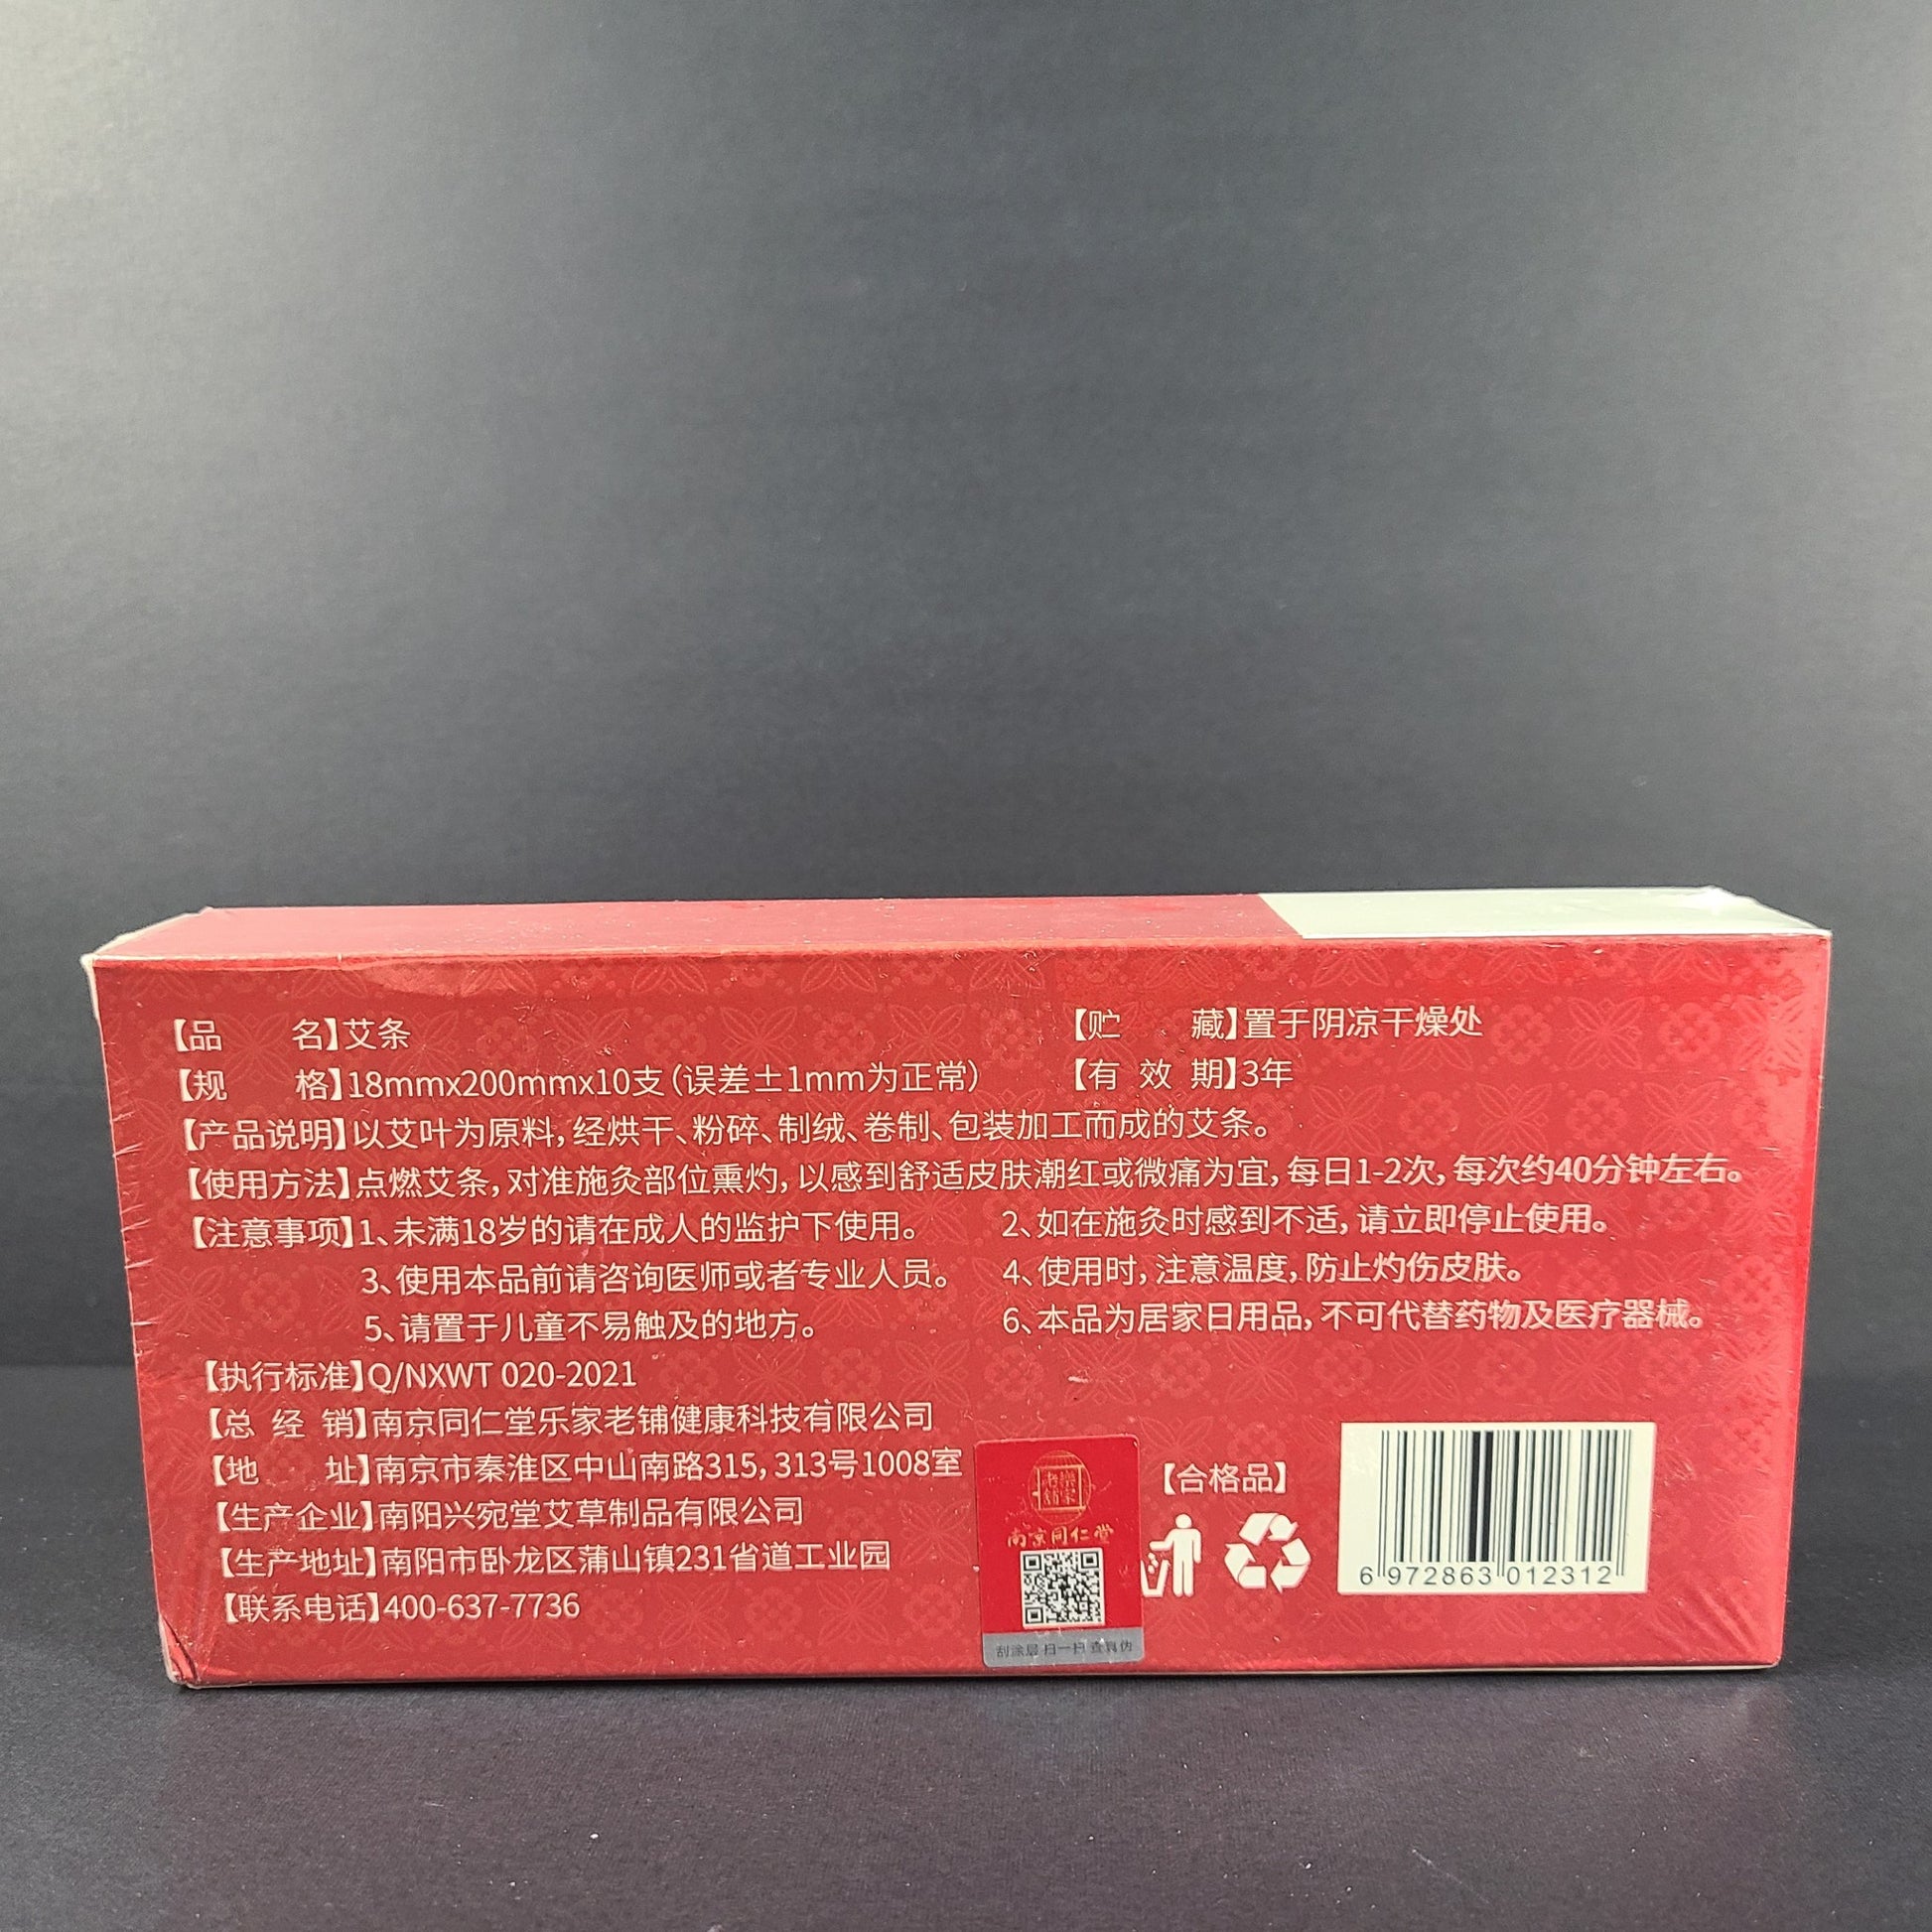 【品 名】艾条
【贮 藏】置于阴凉干燥处
【规 格】18mmx200mmx10支(误差±1mm为正常)
【有 效 期】3年
【产品说明】以艾叶为原料,经烘干、粉碎、制绒、卷制、包装加工而成的艾条。
【使用方法】点燃艾条,对准施灸部位熏灼,以感到舒适皮肤潮红或微痛为宜,每日1-2次,每次约40分钟左右。
【注意事项】1、未满18岁的请在成人的监护下使用。
2、如在施灸时感到不适,请立即停止使用。
3、使用本品前请咨询医师或者专业人员。
4、使用时,注意温度,防止灼伤皮肤。
5、请置于儿童不易触及的地方。
6、本品为居家日用品,不可代替药物及医疗器械。
【执行标准】Q/NXWT 020-2021
【总 经 销】南京同仁堂乐家老铺健康科技有限公司
【地 址】南京市秦淮区中山南路315,313号1008室
【生产企业】南阳兴宛堂艾草制品有限公司
【生产地址】南阳市卧龙区蒲山镇231省道工业园
【联系电话】400-637-7736
老樂
舖家
南京同仁堂
刮涂层 扫一扫 查真伪
【合格品】
6 972863 012312